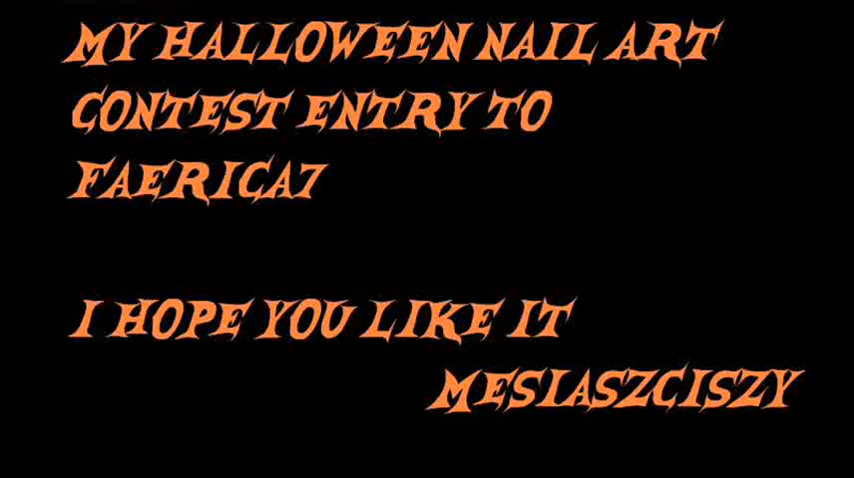 MY HALLOWEEN NAIL ART
CONTEST ENTRY TO
FAERICA7
I HOPE YOU LIKE IT
MESIASZCISZY